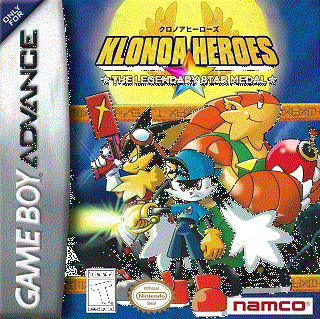 ONLY
FOR
GAME BOY ADVANCE
クロノアヒーローズ
KLONOA HEROES
☆THE LEGENDARY STAR MEDAL☆
Official
Nintendo
Seal
namco®